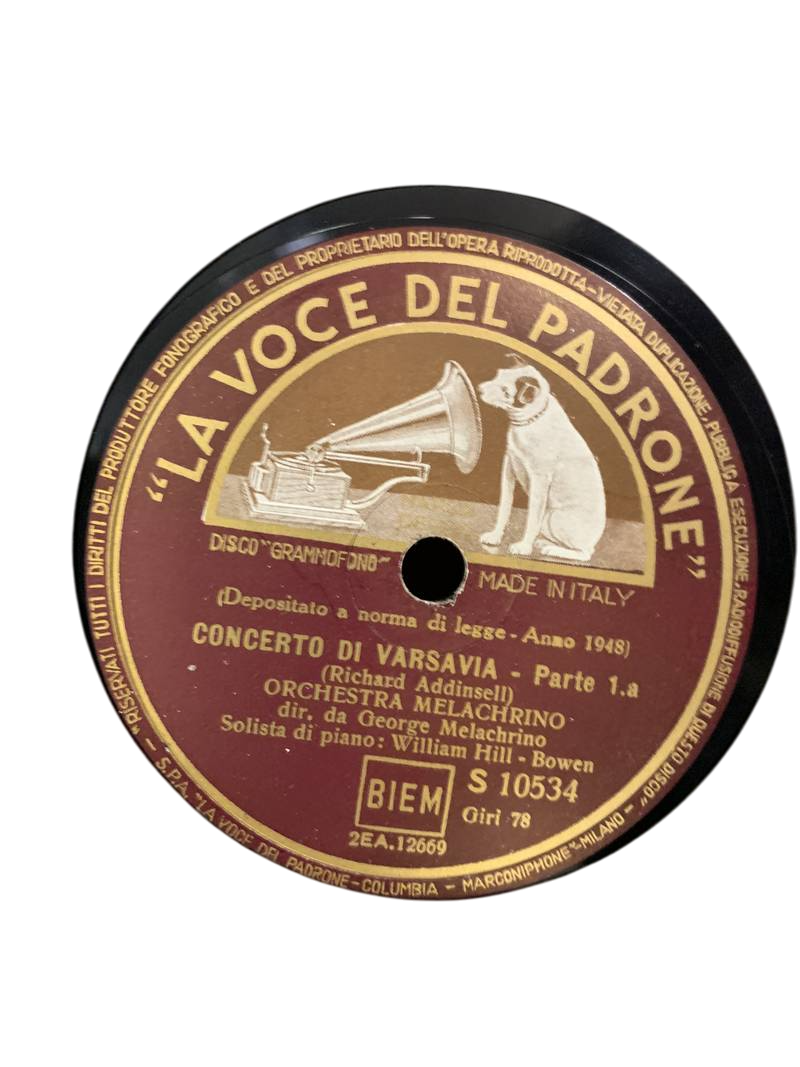 "RISERVATI TUTTI I DIRITTI DEL PRODUTTORE FONOGRAFICO E DEL PROPRIETARIO DELL'OPERA RIPRODOTTA - VIETATA DUPLICAZIONE, PUBBLICA ESECUZIONE, RADIODIFFUSIONE DI QUESTO DISCO"
"LA VOCE DEL PADRONE"
DISCO "GRAMMOFONO"
MADE IN ITALY
(Depositato a norma di legge - Anno 1948)
CONCERTO DI VARSAVIA - Parte 1.a
(Richard Addinsell)
ORCHESTRA MELACHRINO
dir. da George Melachrino
Solista di piano: William Hill - Bowen
BIEM
S 10534
Giri 78
2EA.12669
- S.P.A. "LA VOCE DEL PADRONE - COLUMBIA - MARCONIPHONE" - MILANO -